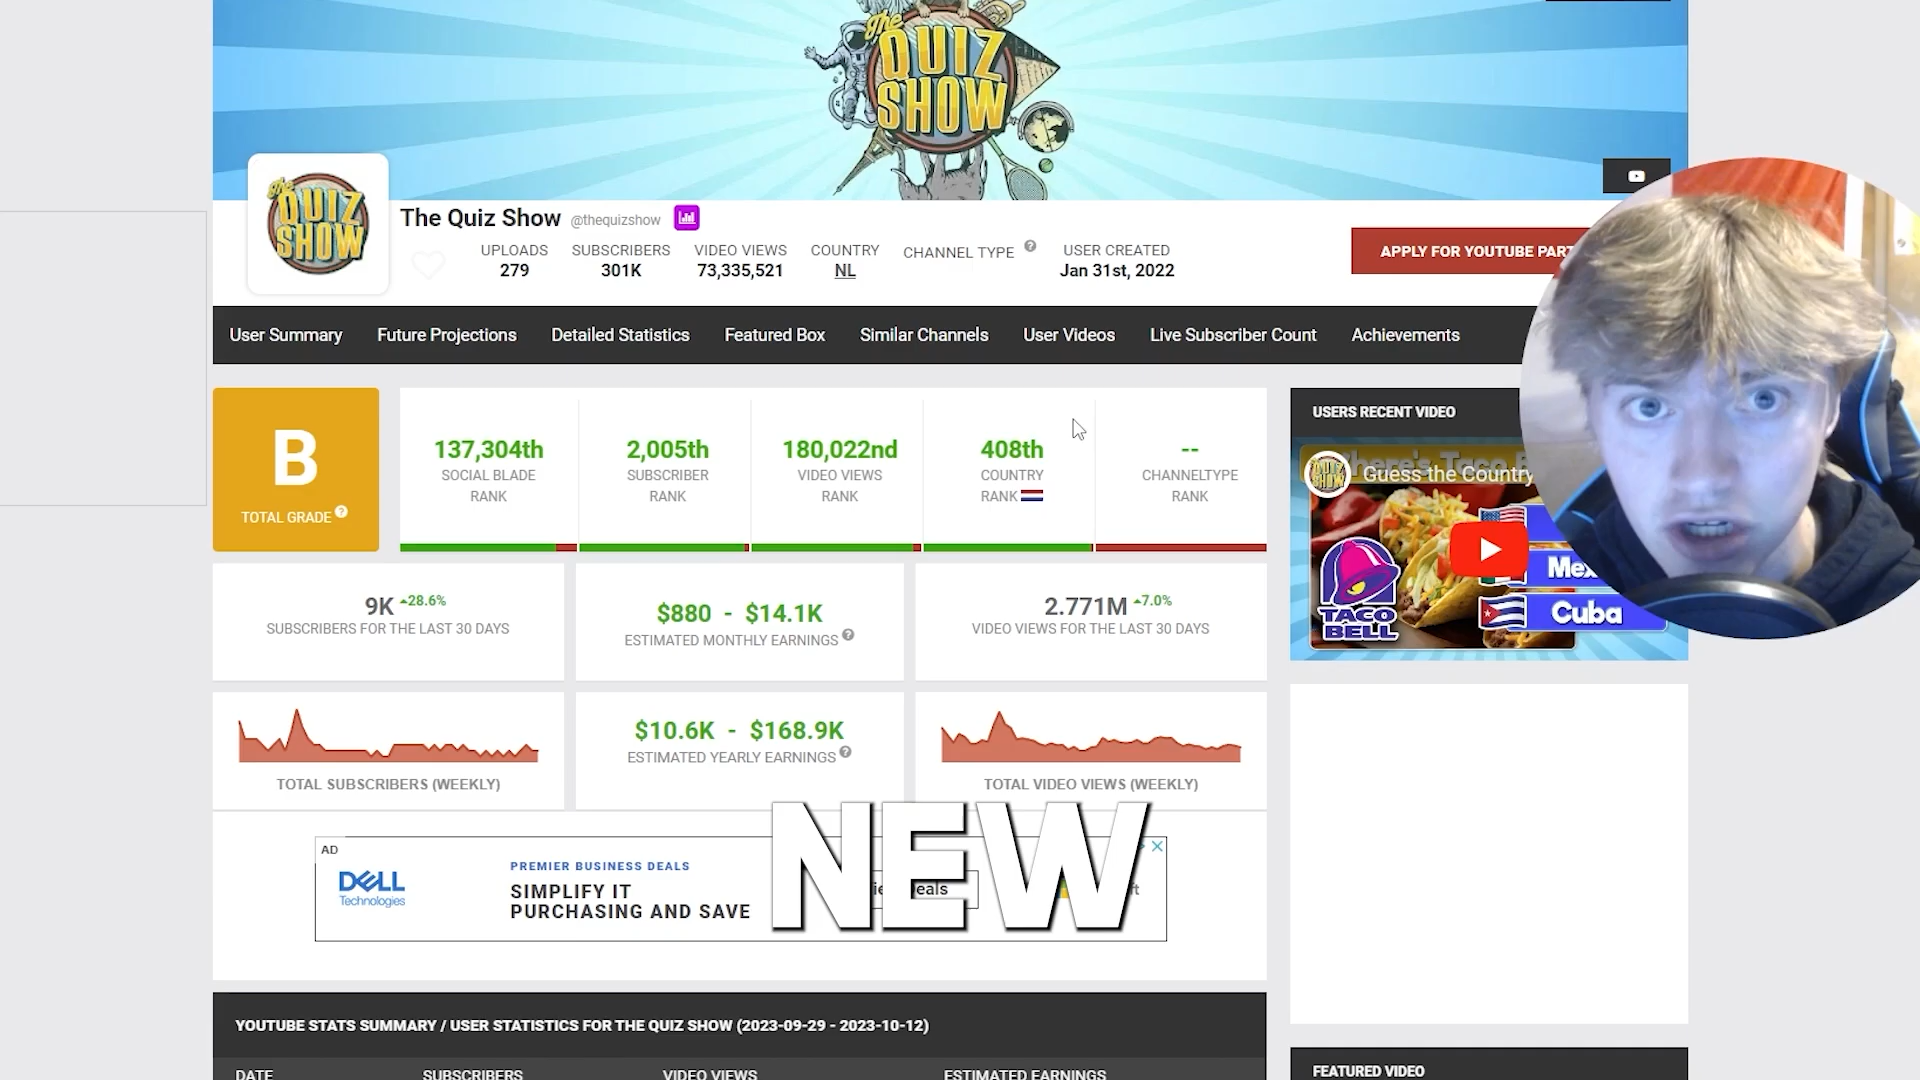 The
QUIZ
SHOW
The
QUIZ
SHOW
The Quiz Show @thequizshow
UPLOADS
279
SUBSCRIBERS
301K
VIDEO VIEWS
73,335,521
COUNTRY
NL
CHANNEL TYPE ?
USER CREATED
Jan 31st, 2022
APPLY FOR YOUTUBE
User Summary Future Projections Detailed Statistics Featured Box Similar Channels User Videos Live Subscriber Count Achievements
B
TOTAL GRADE ?
137,304th
SOCIAL BLADE
RANK
2,005th
SUBSCRIBER
RANK
180,022nd
VIDEO VIEWS
RANK
408th
COUNTRY
RANK
--
CHANNELTYPE
RANK
USERS RECENT VIDEO
QUIZ
SHOW
Guess the Country
TACO
BELL
Cuba
9K 28.6%
SUBSCRIBERS FOR THE LAST 30 DAYS
$880 - $14.1K
ESTIMATED MONTHLY EARNINGS ?
2.771M 7.0%
VIDEO VIEWS FOR THE LAST 30 DAYS
TOTAL SUBSCRIBERS (WEEKLY)
$10.6K - $168.9K
ESTIMATED YEARLY EARNINGS ?
TOTAL VIDEO VIEWS (WEEKLY)
NEW
AD
DELL
Technologies
PREMIER BUSINESS DEALS
SIMPLIFY IT
PURCHASING AND SAVE
YOUTUBE STATS SUMMARY / USER STATISTICS FOR THE QUIZ SHOW (2023-09-29 - 2023-10-12)
DATE SUBSCRIBERS VIDEO VIEWS ESTIMATED EARNINGS
FEATURED VIDEO